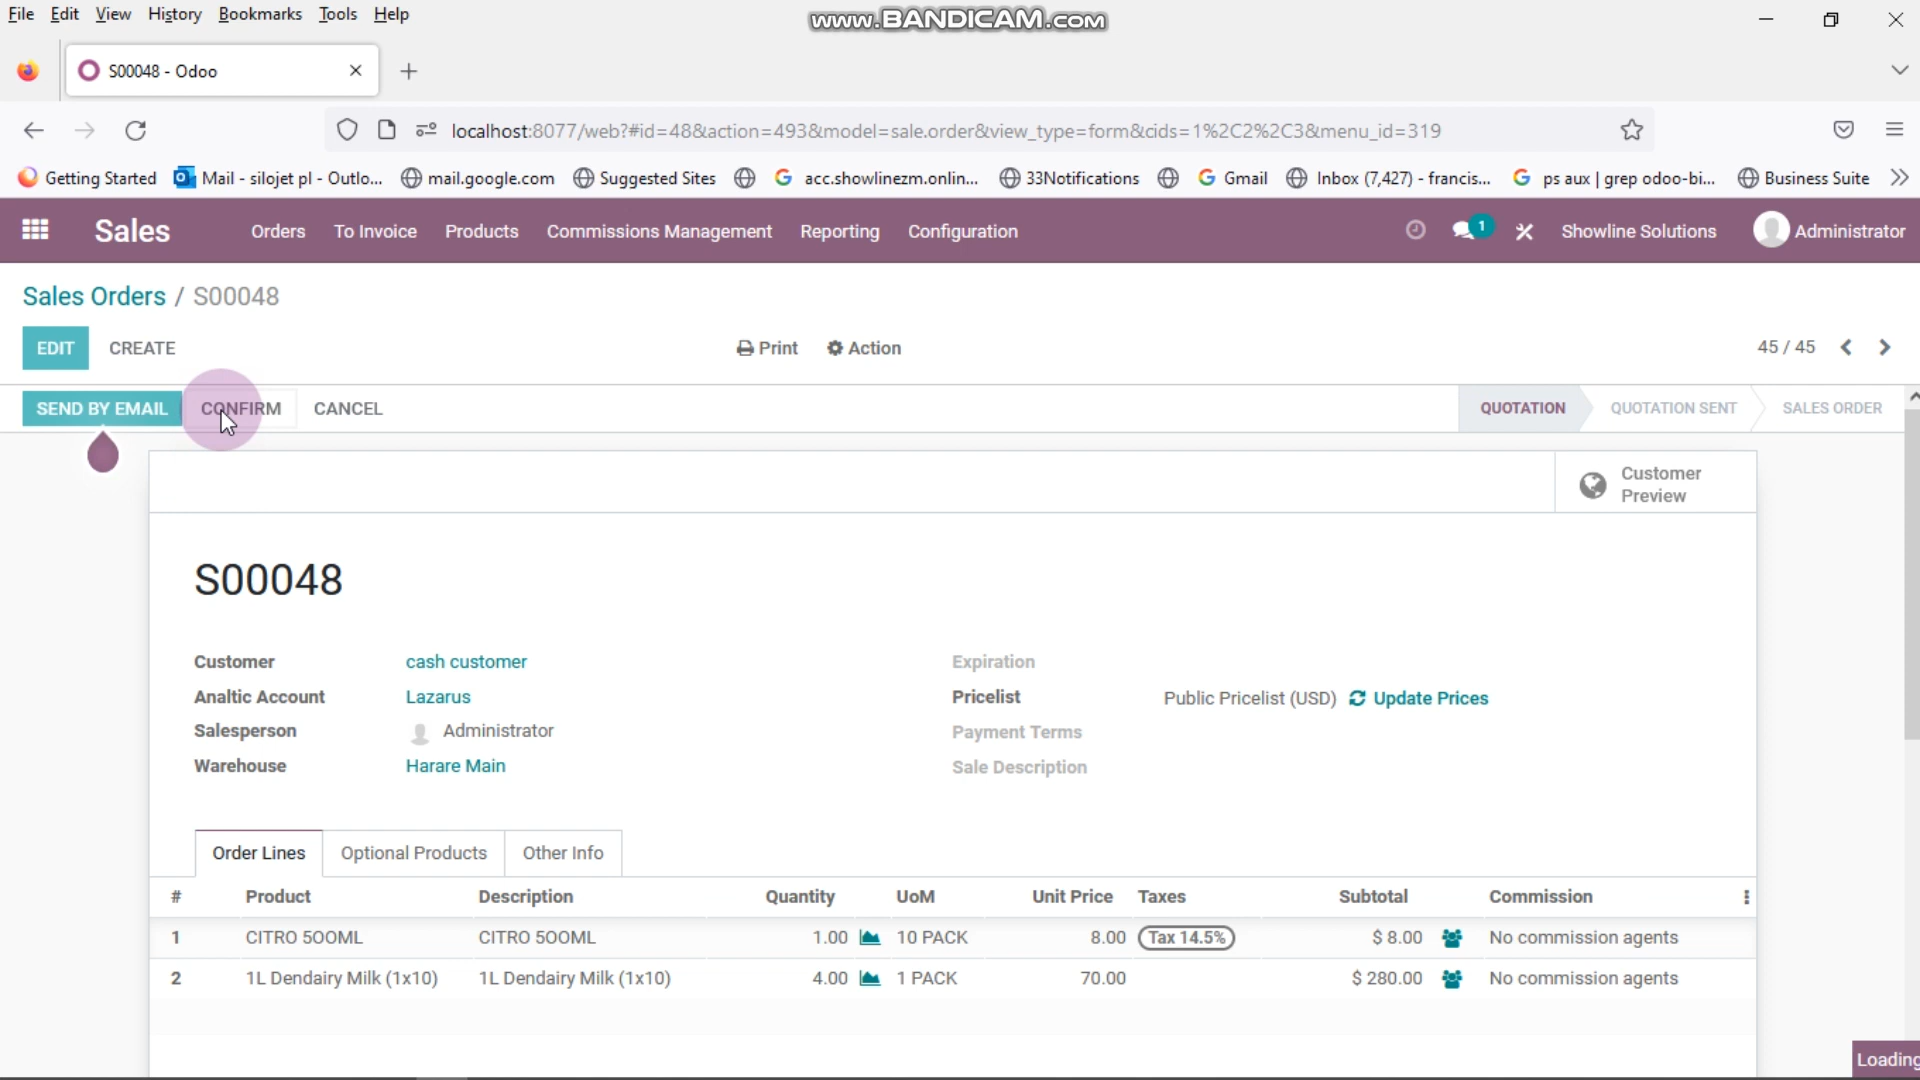 File Edit View History Bookmarks Tools Help
www.BANDICAM.com
S00048 - Odoo
localhost:8077/web?#id=48&action=493&model=sale.order&view_type=form&cids=1%2C2%2C3&menu_id=319
Getting Started Mail - silojet pl - Outlo... mail.google.com Suggested Sites acc.showlinezm.onlin... 33Notifications Gmail Inbox (7,427) - francis... ps aux | grep odoo-bi... Business Suite
Sales Orders To Invoice Products Commissions Management Reporting Configuration 1 Showline Solutions Administrator
Sales Orders / S00048
EDIT CREATE Print Action 45 / 45
SEND BY EMAIL CONFIRM CANCEL QUOTATION QUOTATION SENT SALES ORDER
Customer
Preview
S00048
Customer cash customer Expiration
Analtic Account Lazarus Pricelist Public Pricelist (USD) Update Prices
Salesperson Administrator Payment Terms
Warehouse Harare Main Sale Description
Order Lines Optional Products Other Info
# Product Description Quantity UoM Unit Price Taxes Subtotal Commission
1 CITRO 500ML CITRO 500ML 1.00 10 PACK 8.00 Tax 14.5% $ 8.00 No commission agents
2 1L Dendairy Milk (1x10) 1L Dendairy Milk (1x10) 4.00 1 PACK 70.00 $ 280.00 No commission agents
Loading